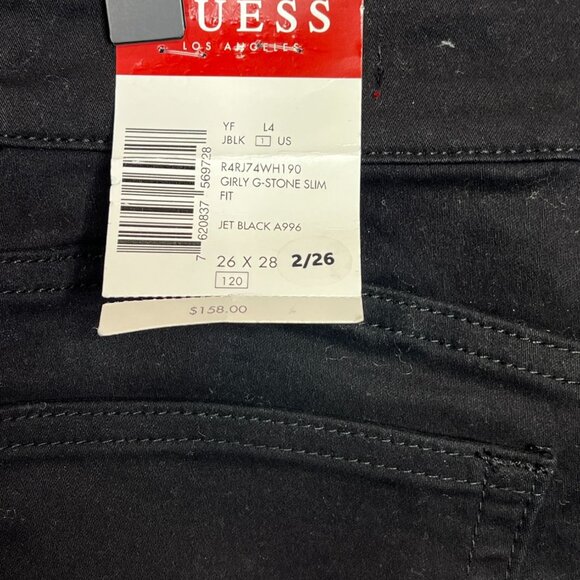 UESS
LOS ANGELES
YF L4
JBLK 1 US
R4RJ74WH190
GIRLY G-STONE SLIM
FIT
JET BLACK A996
26 X 28 2/26
120
$158.00
7 620837 569728